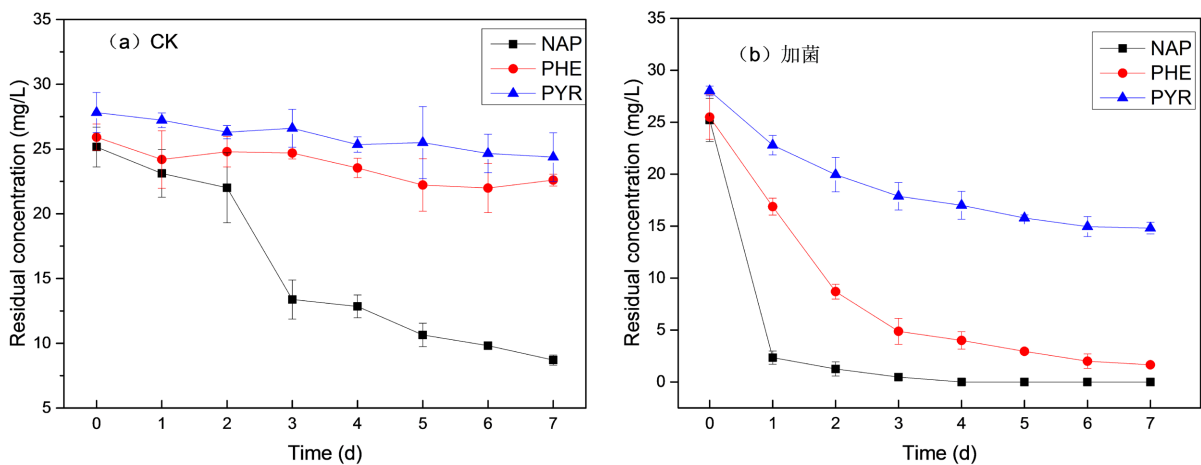 （a）CK
NAP
PHE
PYR
35
30
25
20
15
10
5
Residual concentration (mg/L)
0 1 2 3 4 5 6 7
Time (d)
（b）加菌
NAP
PHE
PYR
35
30
25
20
15
10
5
0
Residual concentration (mg/L)
0 1 2 3 4 5 6 7
Time (d)